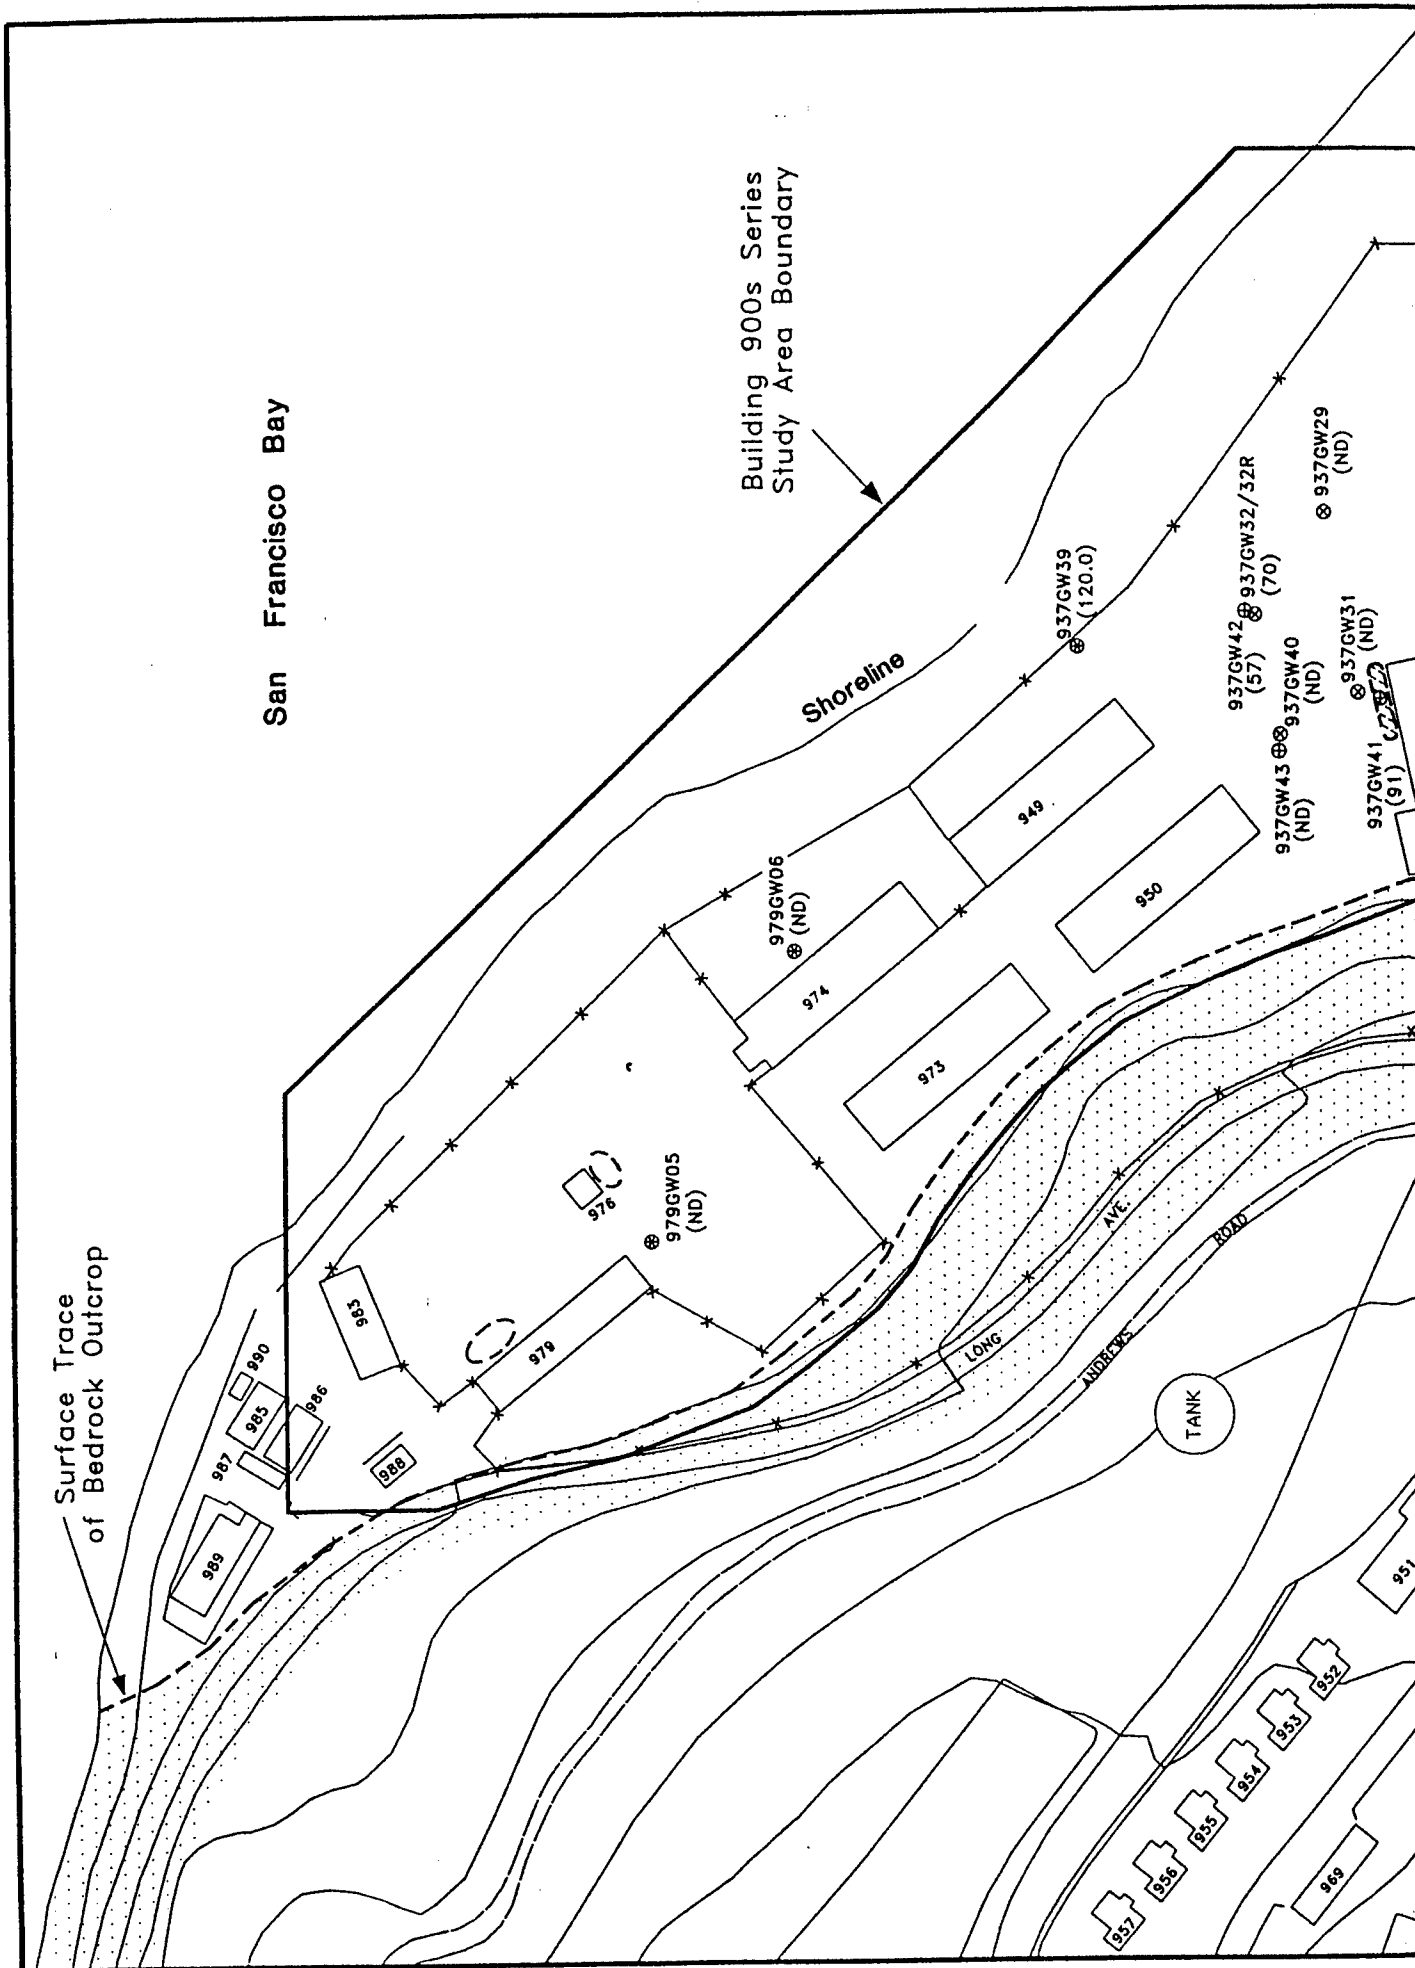 San Francisco Bay
Building 900s Series
Study Area Boundary
Surface Trace
of Bedrock Outcrop
Shoreline
937GW39
(120.0)
937GW32/32R
(70)
937GW29
(ND)
937GW42
(57)
937GW40
(ND)
937GW31
(ND)
937GW43
(ND)
937GW41
(91)
979GW06
(ND)
979GW05
(ND)
949
950
974
973
976
983
979
990
985
986
987
988
989
LONG
AVE.
ANDREWS
ROAD
TANK
951
952
953
954
955
956
957
969